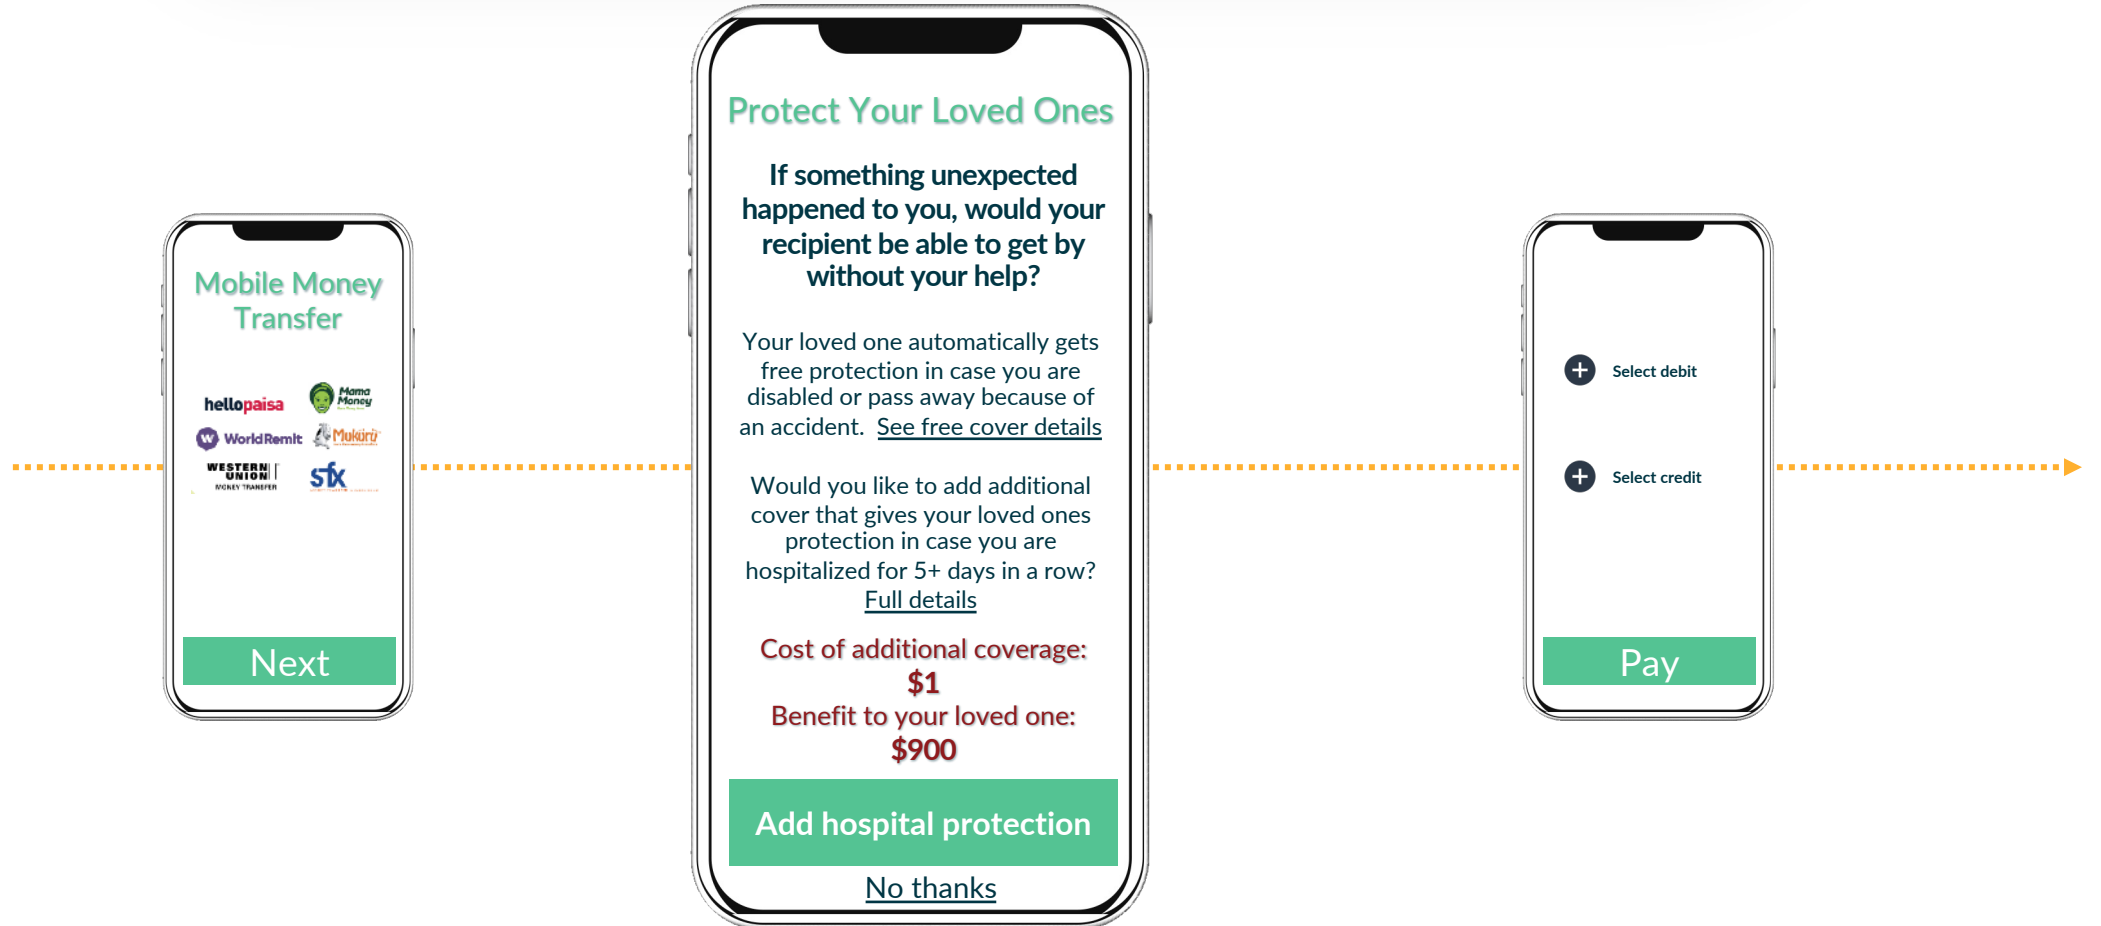 Mobile Money
Transfer
hellopaisa
Mama
Money
WorldRemit
Mukuru
WESTERN
UNION
MONEY TRANSFER
sfx
Next
Protect Your Loved Ones
If something unexpected
happened to you, would your
recipient be able to get by
without your help?
Your loved one automatically gets
free protection in case you are
disabled or pass away because of
an accident. See free cover details
Would you like to add additional
cover that gives your loved ones
protection in case you are
hospitalized for 5+ days in a row?
Full details
Cost of additional coverage:
$1
Benefit to your loved one:
$900
Add hospital protection
No thanks
Select debit
Select credit
Pay